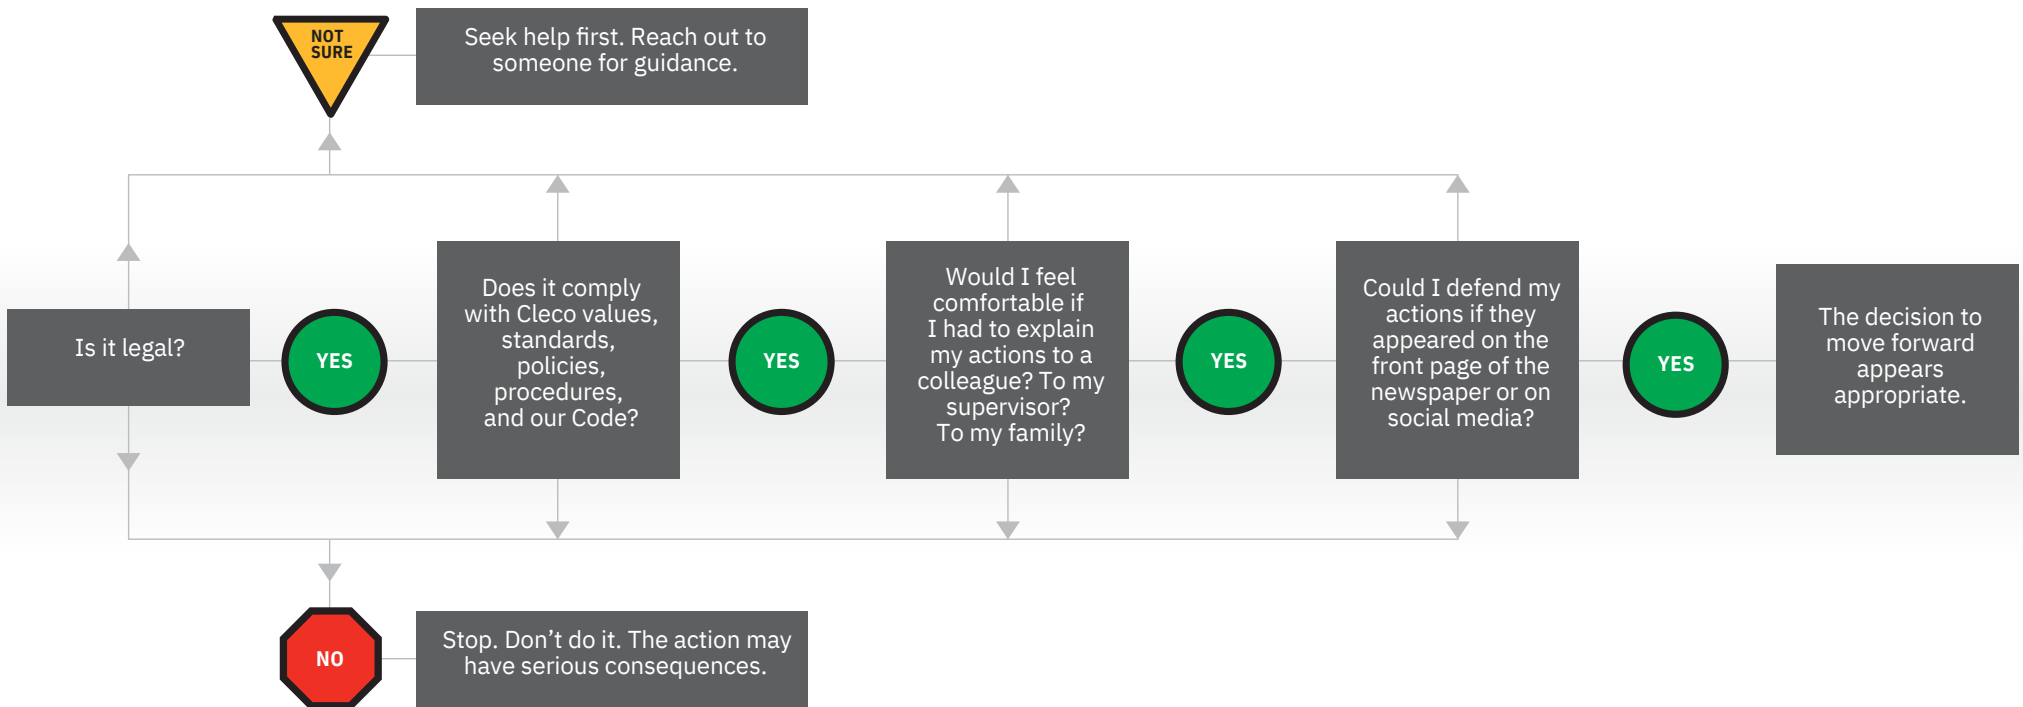 NOT
SURE
Seek help first. Reach out to
someone for guidance.
Is it legal?
YES
Does it comply
with Cleco values,
standards,
policies,
procedures,
and our Code?
YES
Would I feel
comfortable if
I had to explain
my actions to a
colleague? To my
supervisor?
To my family?
YES
Could I defend my
actions if they
appeared on the
front page of the
newspaper or on
social media?
YES
The decision to
move forward
appears
appropriate.
NO
Stop. Don’t do it. The action may
have serious consequences.